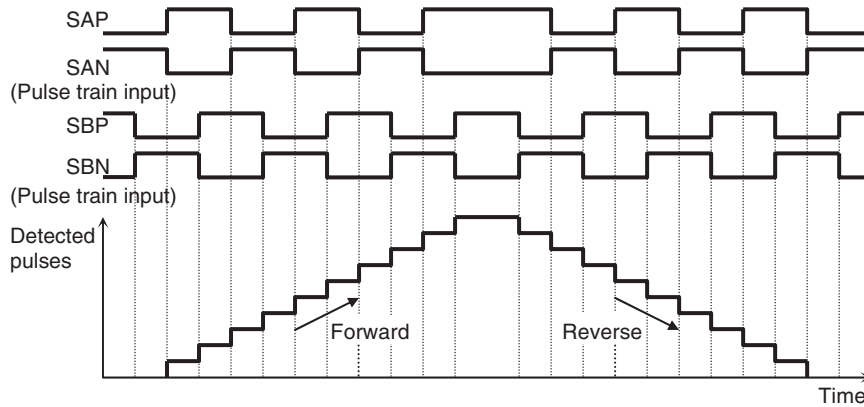 SAP
SAN
(Pulse train input)
SBP
SBN
(Pulse train input)
Detected
pulses
Forward
Reverse
Time